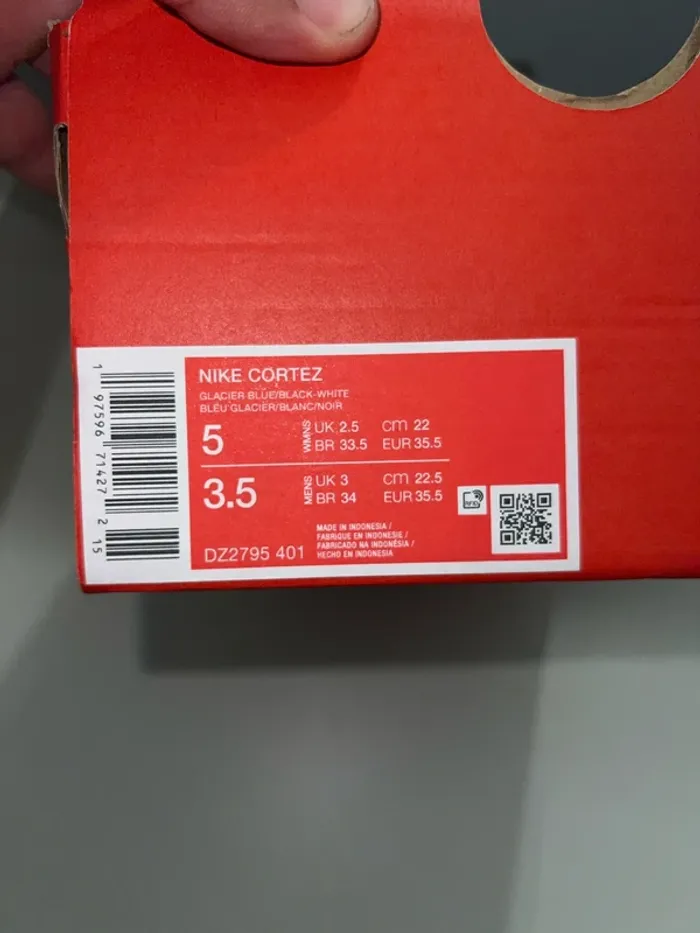 NIKE CORTEZ
GLACIER BLUE/BLACK-WHITE
BLEU GLACIER/BLANC/NOIR
5 WMNS UK 2.5 cm 22
BR 33.5 EUR 35.5
3.5 MENS UK 3 cm 22.5
BR 34 EUR 35.5
DZ2795 401
MADE IN INDONESIA /
FABRIQUE EN INDONESIE /
FABRICADO NA INDONÉSIA /
HECHO EN INDONESIA
RFID
1 97596 71427 2 15